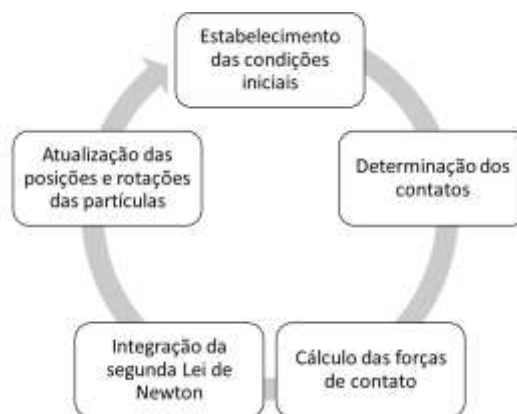 Estabelecimento
das condições
iniciais
Determinação dos
contatos
Cálculo das forças
de contato
Integração da
segunda Lei de
Newton
Atualização das
posições e rotações
das partículas